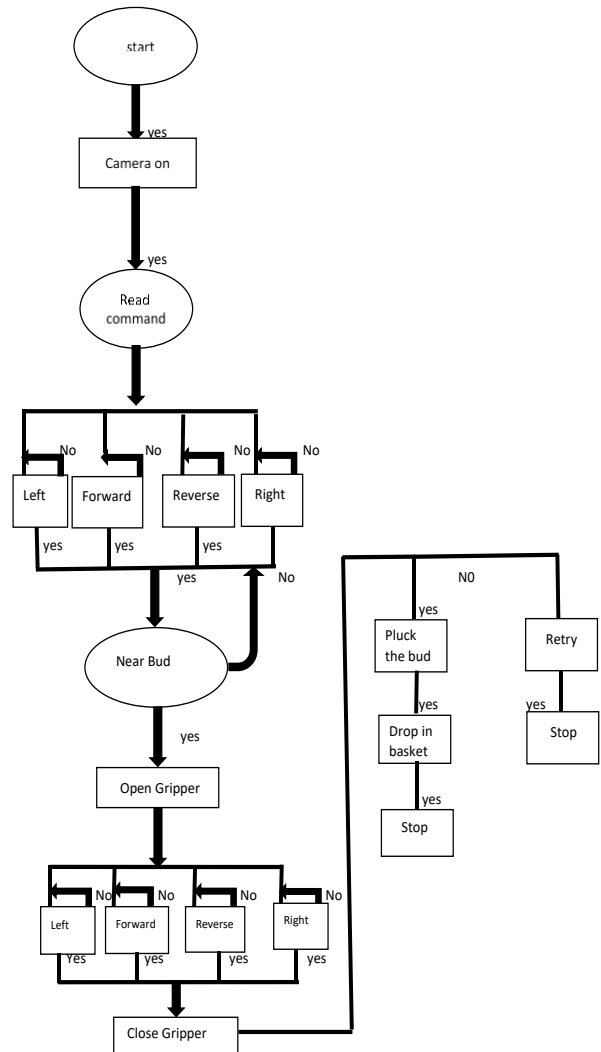 start
yes
Camera on
yes
Read
command
No
No
No
No
Left
Forward
Reverse
Right
yes
yes
yes
yes
No
Near Bud
yes
Open Gripper
No
No
No
No
Left
Forward
Reverse
Right
Yes
yes
yes
yes
Close Gripper
N0
yes
Pluck
the bud
yes
Drop in
basket
yes
Stop
Retry
yes
Stop